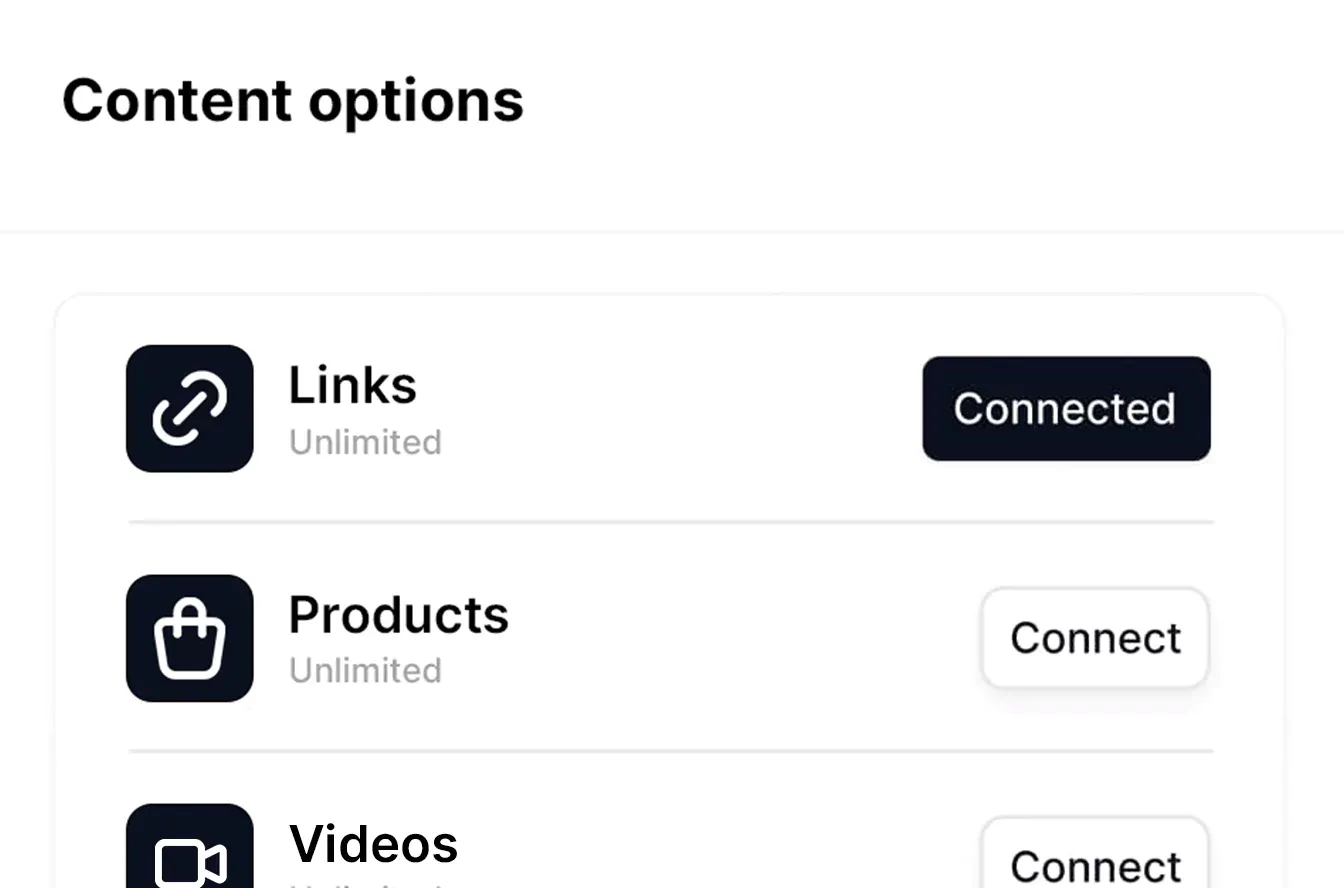 Content options
Links
Unlimited
Connected
Products
Unlimited
Connect
Videos
Connect